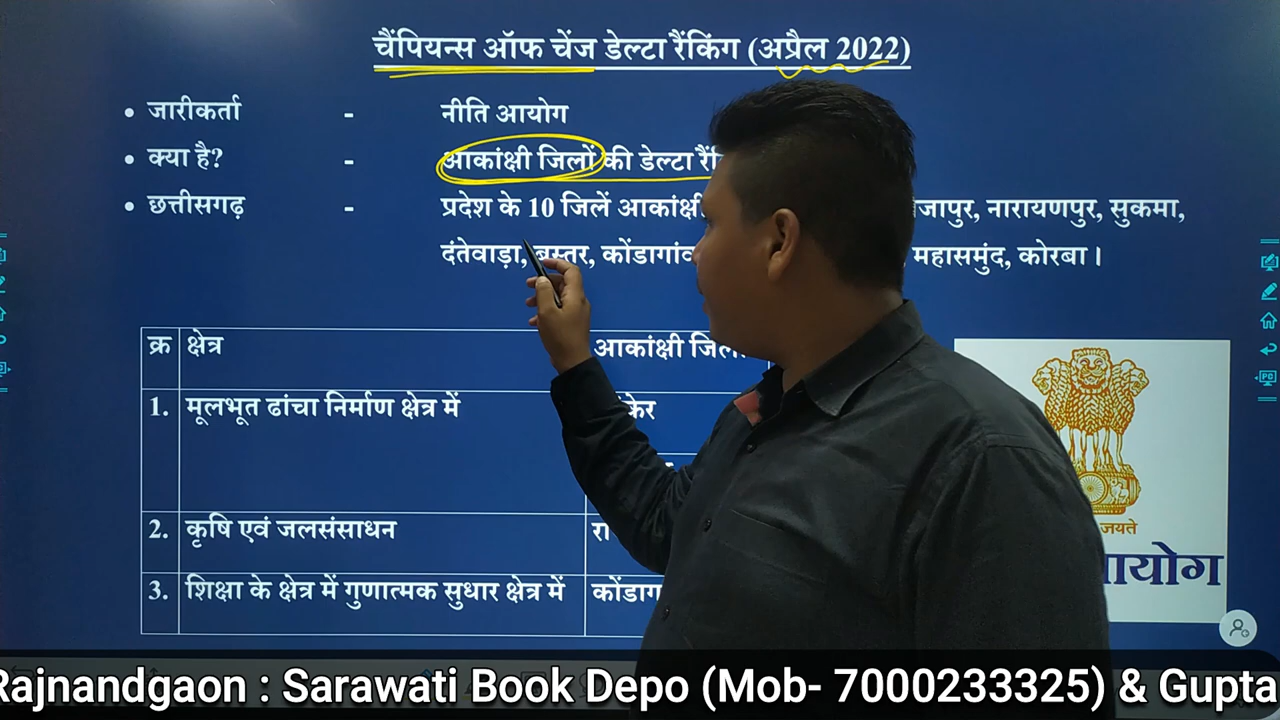 चैंपियन्स ऑफ चेंज डेल्टा रैंकिंग (अप्रैल 2022)
• जारीकर्ता - नीति आयोग
• क्या है? - आकांक्षी जिलों की डेल्टा
• छत्तीसगढ़ - प्रदेश के 10 जिलें आकांक्षी नारायणपुर, सुकमा,
दंतेवाड़ा, बस्तर, महासमुंद, कोरबा।
क्र क्षेत्र आकांक्षी
1. मूलभूत ढांचा निर्माण क्षेत्र में
2. कृषि एवं जलसंसाधन
3. शिक्षा के क्षेत्र में गुणात्मक सुधार क्षेत्र में
जयते
Rajnandgaon : Sarawati Book Depo (Mob- 7000233325) & Gupta